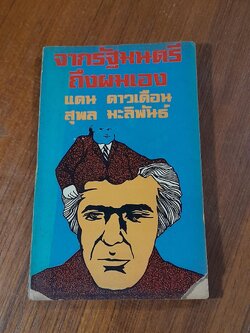 จากรัฐมนตรี
ถึงผมเอง
แดน ดาวเดือน
สุพล มะลิพันธ์